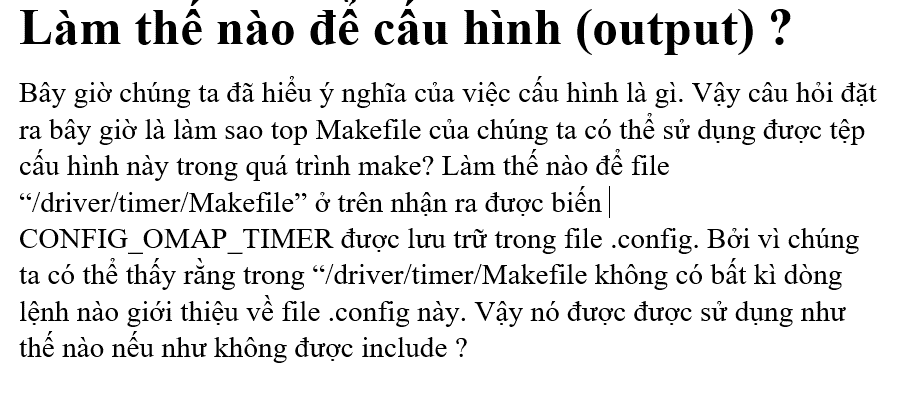 Làm thế nào để cấu hình (output) ?
Bây giờ chúng ta đã hiểu ý nghĩa của việc cấu hình là gì. Vậy câu hỏi đặt
ra bây giờ là làm sao top Makefile của chúng ta có thể sử dụng được tệp
cấu hình này trong quá trình make? Làm thế nào để file
“/driver/timer/Makefile” ở trên nhận ra được biến
CONFIG_OMAP_TIMER được lưu trữ trong file .config. Bởi vì chúng
ta có thể thấy rằng trong “/driver/timer/Makefile không có bất kì dòng
lệnh nào giới thiệu về file .config này. Vậy nó được được sử dụng như
thế nào nếu như không được include ?